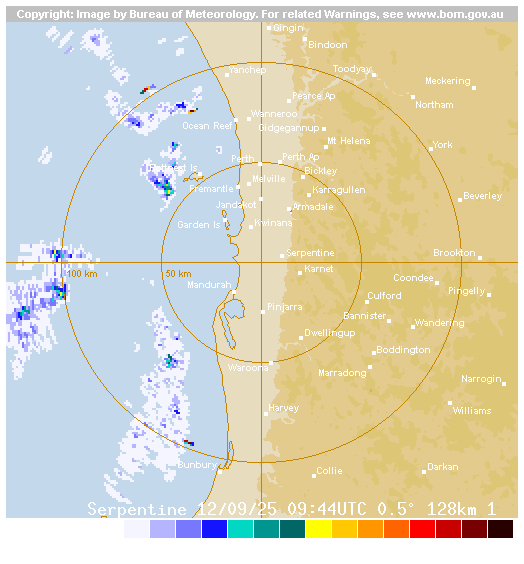 Copyright: Image by Bureau of Meteorology. For related Warnings, see www.bom.gov.au
Gingin
Bindoon
Yanchep
Toodyay
Meckering
Pearce Ap
Northam
Wanneroo
Ocean Reef
Gidgegannup
Mt Helena
York
Perth
Perth Ap
Bickley
Melville
Fremantle
Karragullen
Beverley
Jandakot
Armadale
Garden Is
Kwinana
Serpentine
Brookton
100 km
50 km
Karnet
Coondee
Mandurah
Pingelly
Culford
Pinjarra
Bannister
Wandering
Dwellingup
Boddington
Waroona
Marradong
Narrogin
Harvey
Williams
Bunbury
Collie
Darkan
Serpentine 12/09/25 09:44UTC 0.5° 128km 1